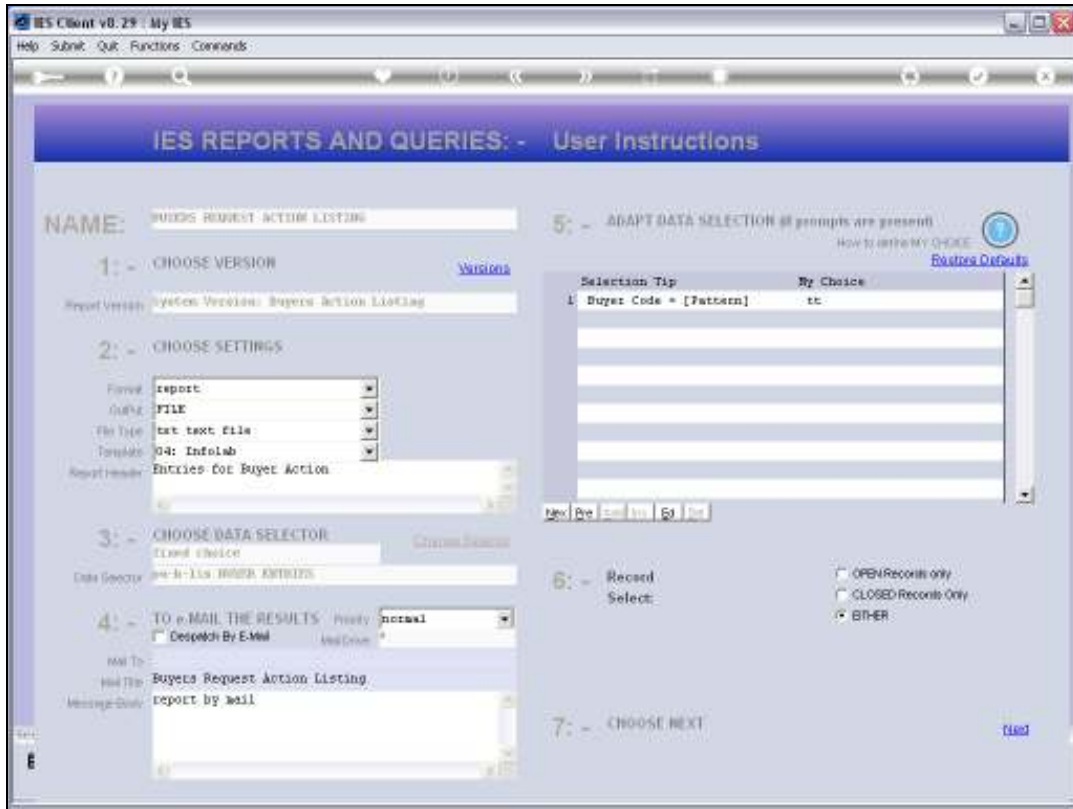 IES Client v8.29 : My IES
Help Submit Quit Functions Commands
IES REPORTS AND QUERIES: - User Instructions
NAME: BUYERS REQUEST ACTION LISTING
1: - CHOOSE VERSION Versions
Report Version System Version: Buyers Action Listing
2: - CHOOSE SETTINGS
Format report
OutPut FILE
File Type txt text file
Template 04: Infolab
Report Header Entries for Buyer Action
3: - CHOOSE DATA SELECTOR Change Selector
fixed choice
Data Selector BUYER ENTRIES
4: - TO e-MAIL THE RESULTS Priority normal
Despatch By E-Mail Mail Drive *
Mail To
Mail Title Buyers Request Action Listing
Message Body report by mail
5: - ADAPT DATA SELECTION (if prompts are present)
How to define MY CHOICE
Restore Defaults
Selection Tip My Choice
1 Buyer Code = [Pattern] tt
Nex Pre Ed
6: - Record Select:
OPEN Records only
CLOSED Records Only
EITHER
7: - CHOOSE NEXT Next